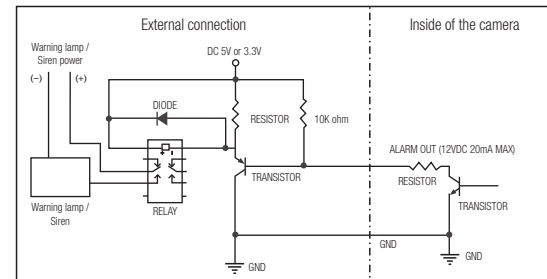 External connection
Inside of the camera
Warning lamp /
Siren power
(−)
(+)
DC 5V or 3.3V
DIODE
RESISTOR
10K ohm
ALARM OUT (12VDC 20mA MAX)
+
-
TRANSISTOR
RESISTOR
TRANSISTOR
RELAY
Warning lamp /
Siren
GND
GND
GND